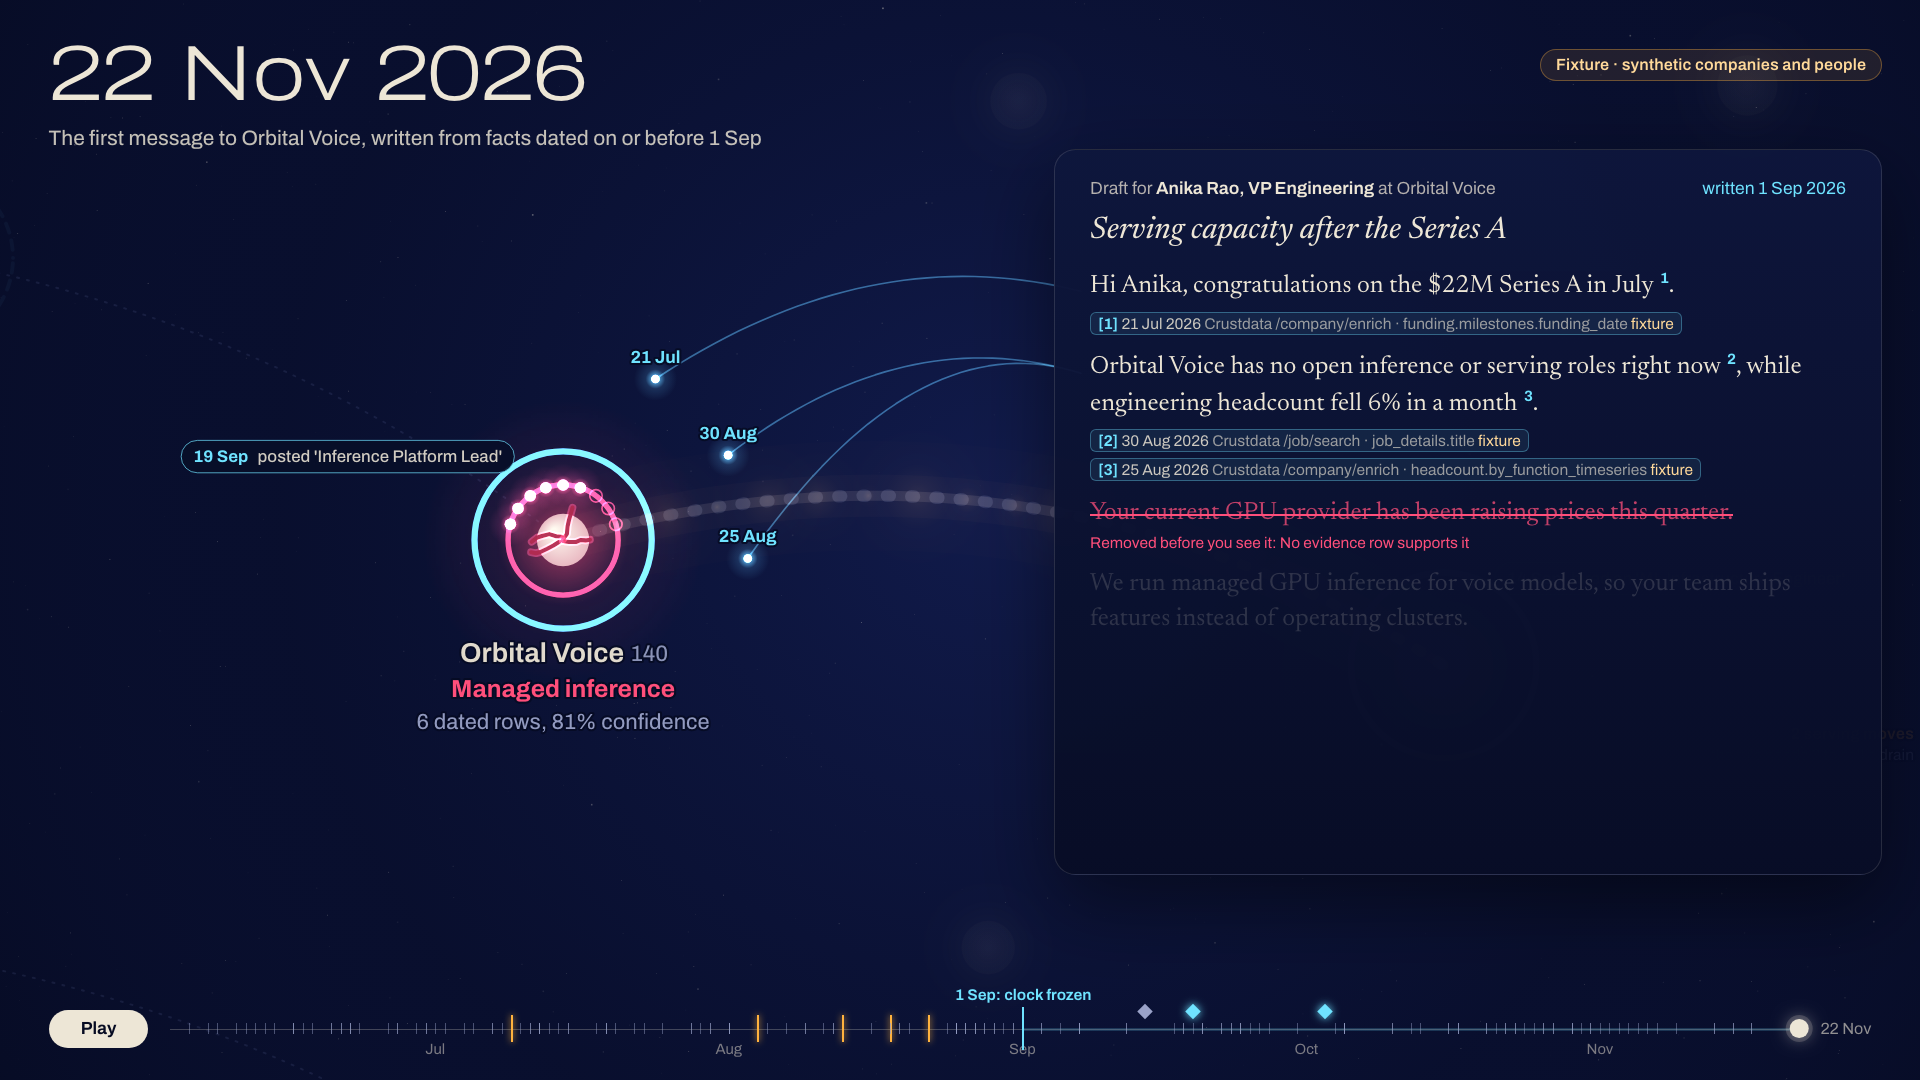 22 Nov 2026
The first message to Orbital Voice, written from facts dated on or before 1 Sep
Fixture · synthetic companies and people
Draft for Anika Rao, VP Engineering at Orbital Voice
written 1 Sep 2026
Serving capacity after the Series A
Hi Anika, congratulations on the $22M Series A in July 1.
[1] 21 Jul 2026 Crustdata /company/enrich · funding.milestones.funding_date fixture
Orbital Voice has no open inference or serving roles right now 2, while
engineering headcount fell 6% in a month 3.
[2] 30 Aug 2026 Crustdata /job/search · job_details.title fixture
[3] 25 Aug 2026 Crustdata /company/enrich · headcount.by_function_timeseries fixture
Your current GPU provider has been raising prices this quarter.
Removed before you see it: No evidence row supports it
We run managed GPU inference for voice models, so your team ships
features instead of operating clusters.
21 Jul
30 Aug
19 Sep posted 'Inference Platform Lead'
25 Aug
Orbital Voice 140
Managed inference
6 dated rows, 81% confidence
1 Sep: clock frozen
Play
22 Nov
Jul
Aug
Sep
Oct
Nov